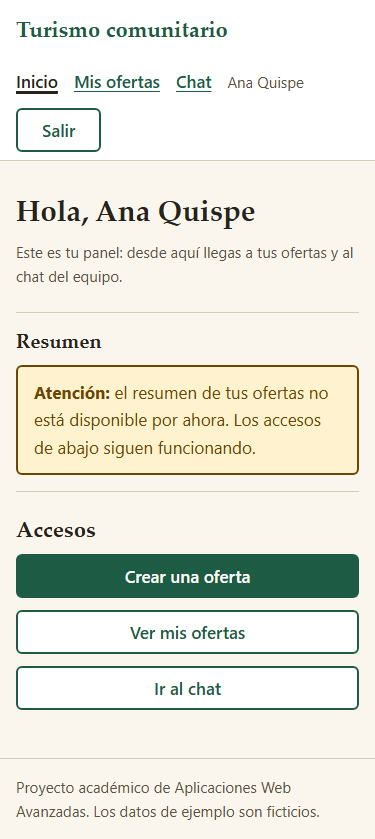 Turismo comunitario
Inicio Mis ofertas Chat Ana Quispe
Salir
Hola, Ana Quispe
Este es tu panel: desde aquí llegas a tus ofertas y al
chat del equipo.
Resumen
Atención: el resumen de tus ofertas no
está disponible por ahora. Los accesos
de abajo siguen funcionando.
Accesos
Crear una oferta
Ver mis ofertas
Ir al chat
Proyecto académico de Aplicaciones Web
Avanzadas. Los datos de ejemplo son ficticios.